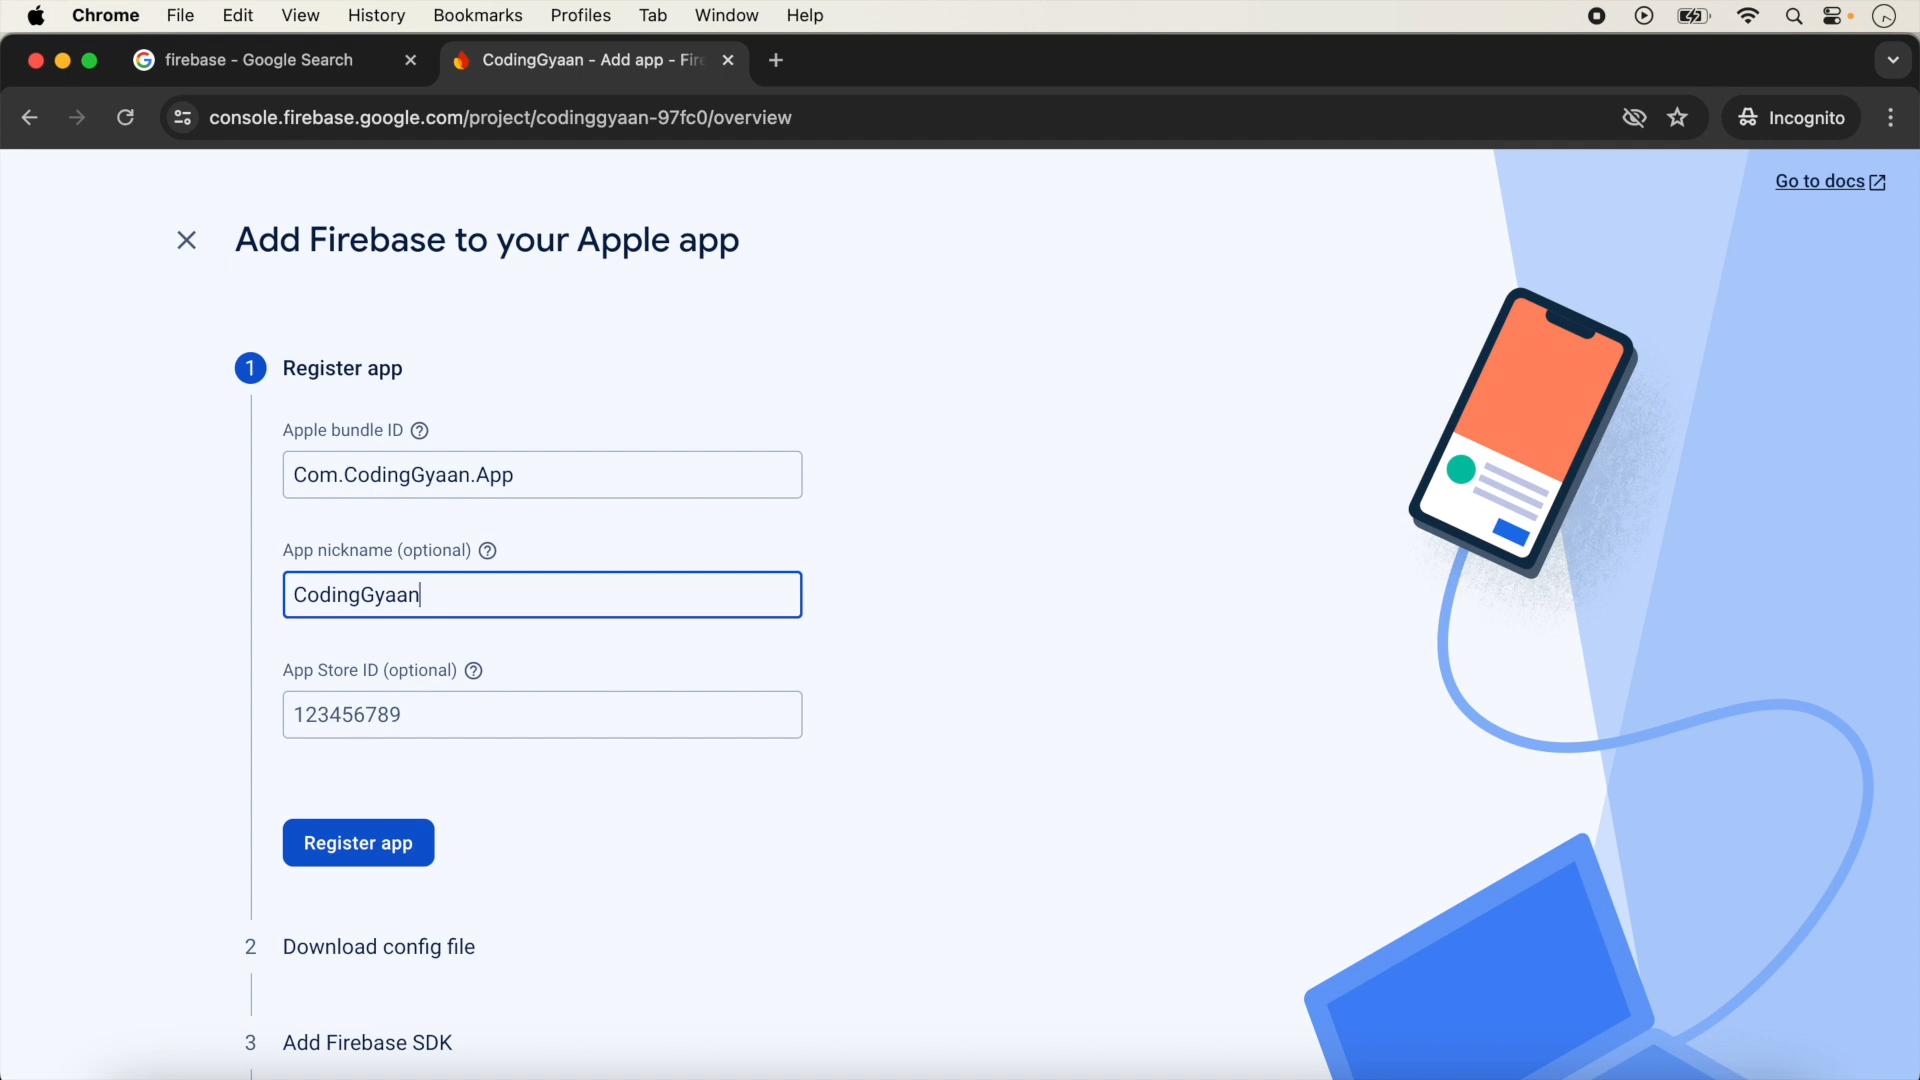 Chrome File Edit View History Bookmarks Profiles Tab Window Help
firebase - Google Search
CodingGyaan - Add app - Fire
console.firebase.google.com/project/codinggyaan-97fc0/overview
Incognito
Go to docs
Add Firebase to your Apple app
1 Register app
Apple bundle ID
Com.CodingGyaan.App
App nickname (optional)
CodingGyaan
App Store ID (optional)
123456789
Register app
2 Download config file
3 Add Firebase SDK